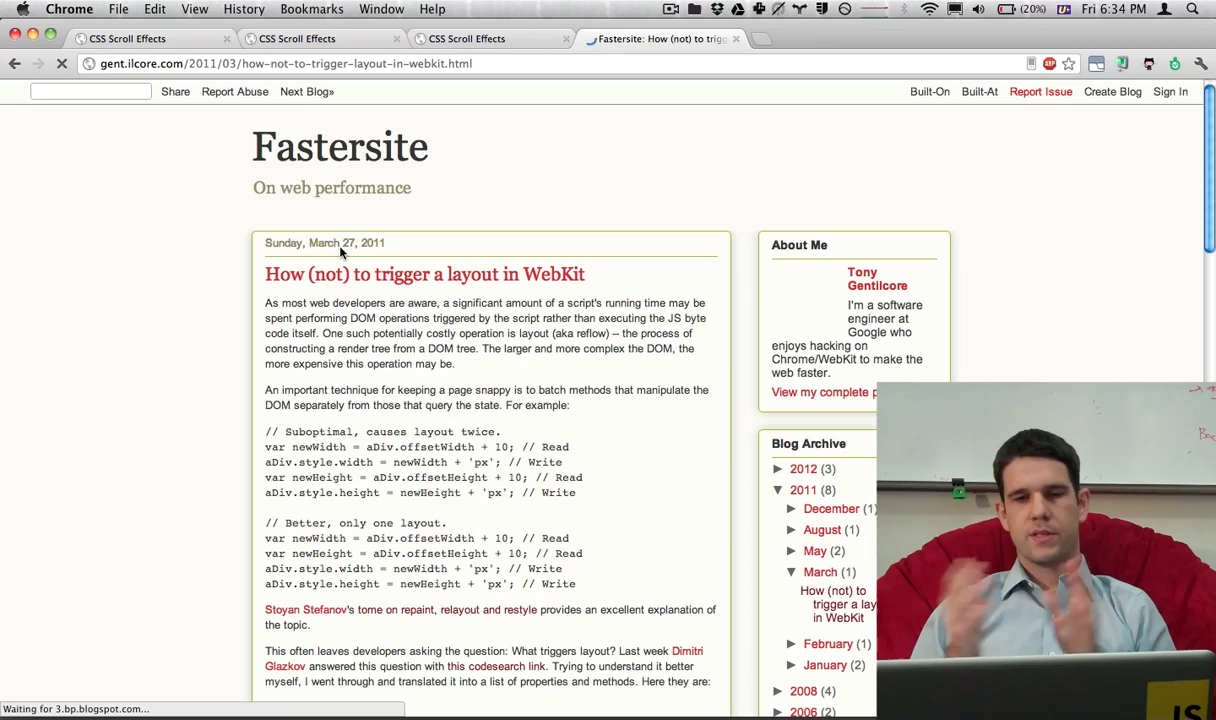 Chrome File Edit View History Bookmarks Window Help (20%) Fri 6:34 PM
CSS Scroll Effects CSS Scroll Effects CSS Scroll Effects Fastersite: How (not) to trigg
gent.ilcore.com/2011/03/how-not-to-trigger-layout-in-webkit.html ABP
Share Report Abuse Next Blog» Built-On Built-At Report Issue Create Blog Sign In
Fastersite
On web performance
Sunday, March 27, 2011
How (not) to trigger a layout in WebKit
As most web developers are aware, a significant amount of a script's running time may be
spent performing DOM operations triggered by the script rather than executing the JS byte
code itself. One such potentially costly operation is layout (aka reflow) -- the process of
constructing a render tree from a DOM tree. The larger and more complex the DOM, the
more expensive this operation may be.
An important technique for keeping a page snappy is to batch methods that manipulate the
DOM separately from those that query the state. For example:
// Suboptimal, causes layout twice.
var newWidth = aDiv.offsetWidth + 10; // Read
aDiv.style.width = newWidth + 'px'; // Write
var newHeight = aDiv.offsetHeight + 10; // Read
aDiv.style.height = newHeight + 'px'; // Write
// Better, only one layout.
var newWidth = aDiv.offsetWidth + 10; // Read
var newHeight = aDiv.offsetHeight + 10; // Read
aDiv.style.width = newWidth + 'px'; // Write
aDiv.style.height = newHeight + 'px'; // Write
Stoyan Stefanov's tome on repaint, relayout and restyle provides an excellent explanation of
the topic.
This often leaves developers asking the question: What triggers layout? Last week Dimitri
Glazkov answered this question with this codesearch link. Trying to understand it better
myself, I went through and translated it into a list of properties and methods. Here they are:
About Me
Tony
Gentilcore
I'm a software
engineer at
Google who
enjoys hacking on
Chrome/WebKit to make the
web faster.
View my complete p
Blog Archive
► 2012 (3)
▼ 2011 (8)
► December (1)
► August (1)
► May (2)
▼ March (1)
How (not) to
trigger a lay
in WebKit
► February (1)
► January (2)
► 2008 (4)
► 2006 (2)
JS
Waiting for 3.bp.blogspot.com...